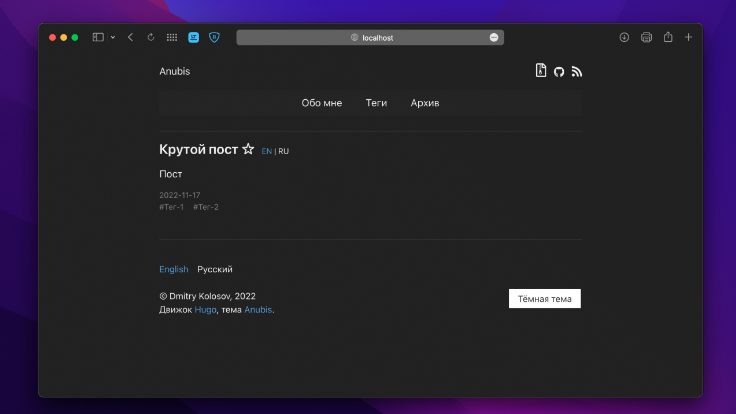 localhost
Anubis
Обо мне Теги Архив
Крутой пост ☆ EN | RU
Пост
2022-11-17
#Тег-1 #Тег-2
English Русский
© Dmitry Kolosov, 2022
Тёмная тема
Движок Hugo, тема Anubis.